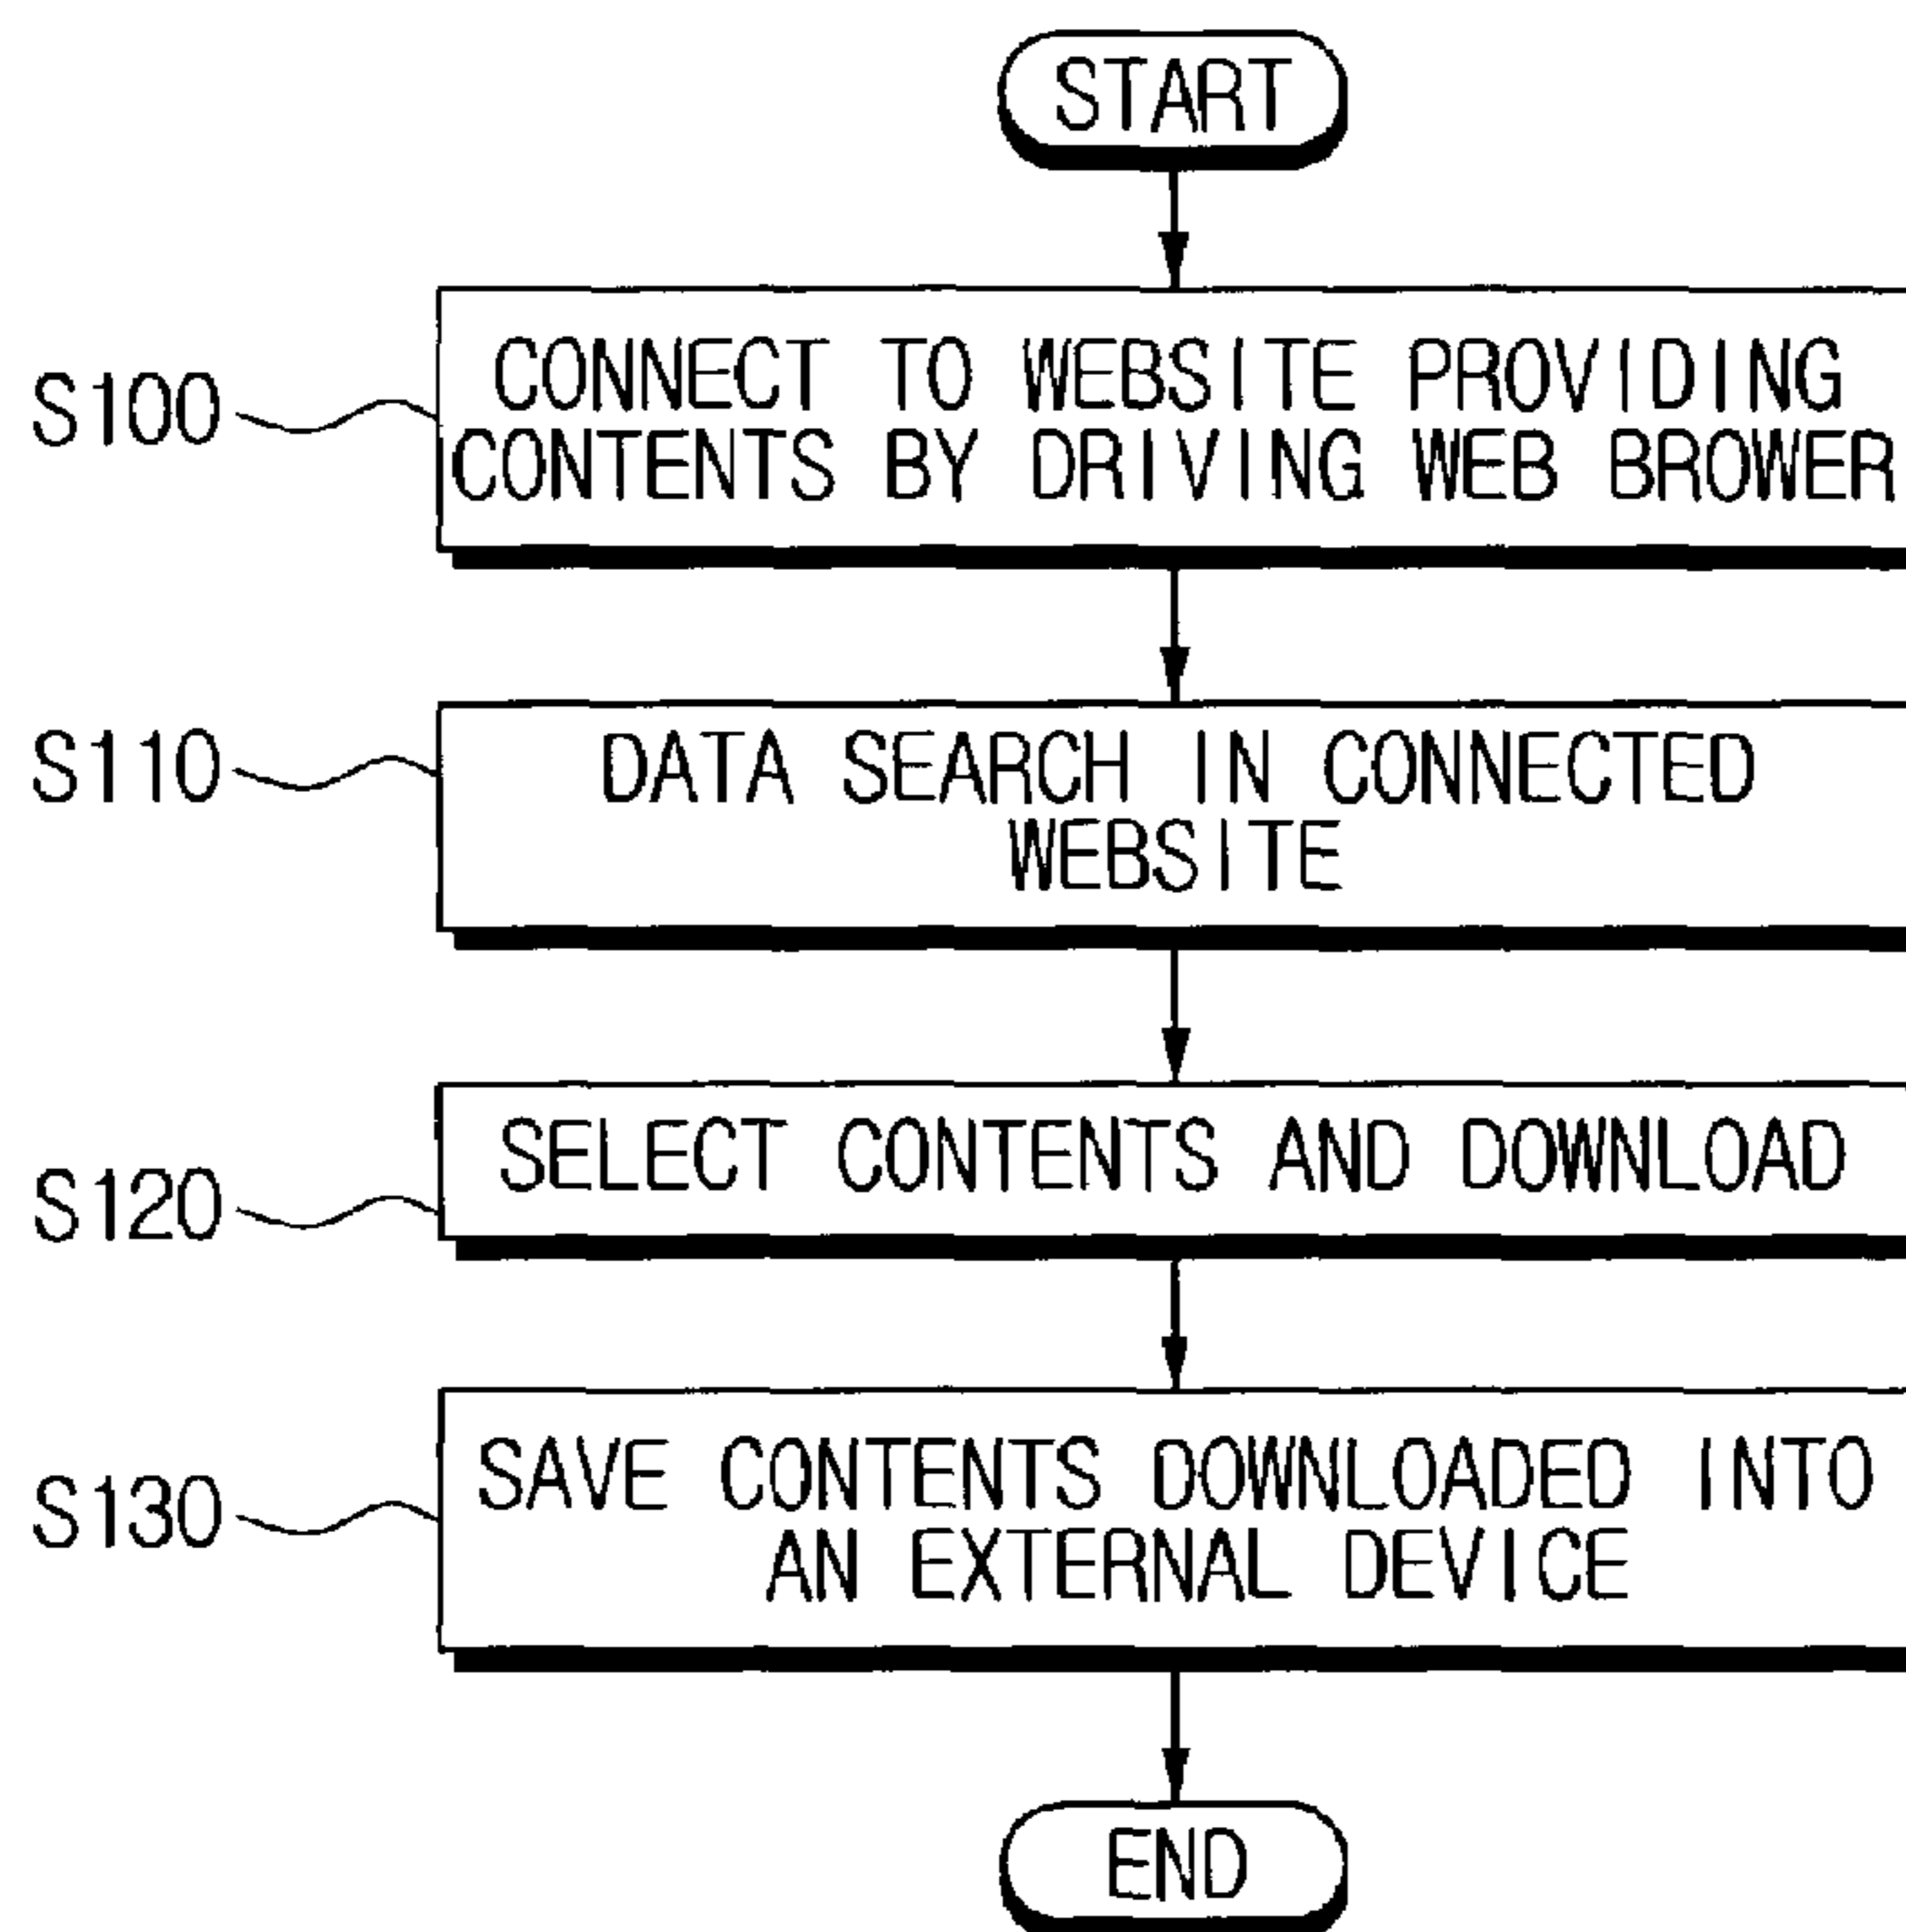 START
S100
CONNECT TO WEBSITE PROVIDING
CONTENTS BY DRIVING WEB BROWER
S110
DATA SEARCH IN CONNECTED
WEBSITE
S120
SELECT CONTENTS AND DOWNLOAD
S130
SAVE CONTENTS DOWNLOADED INTO
AN EXTERNAL DEVICE
END